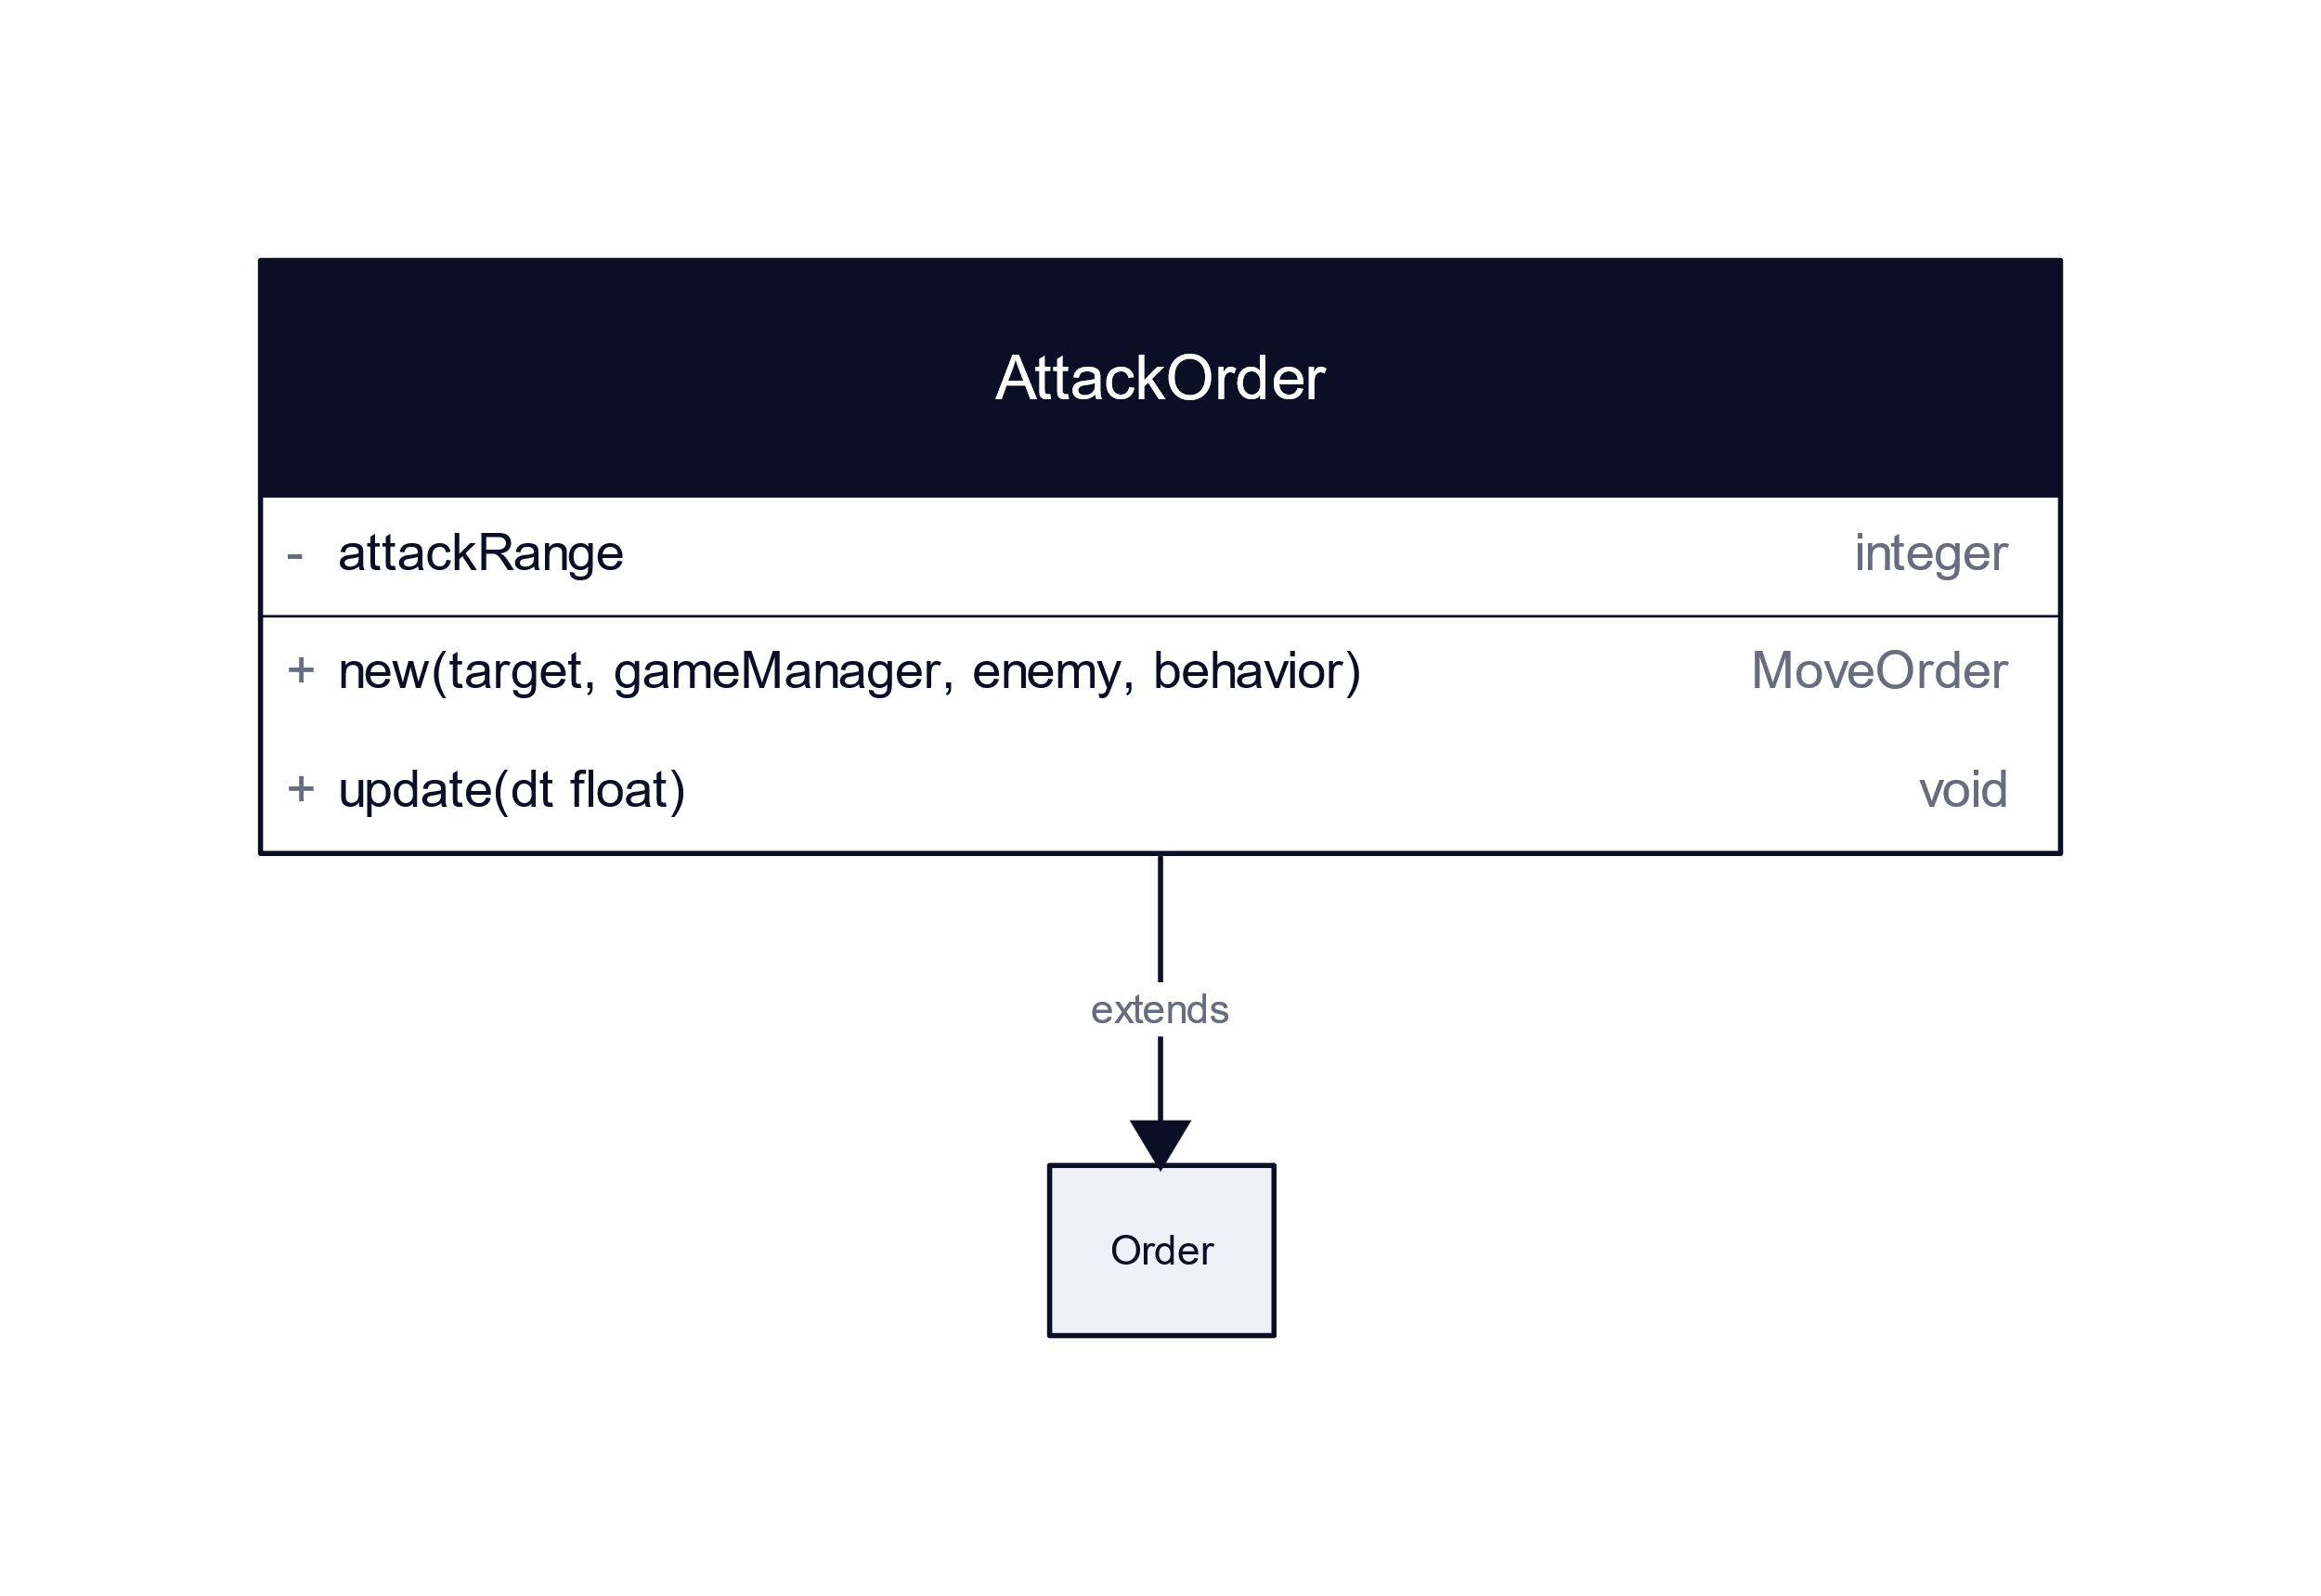 AttackOrder
- attackRange integer
+ new(target, gameManager, enemy, behavior) MoveOrder
+ update(dt float) void
extends
Order